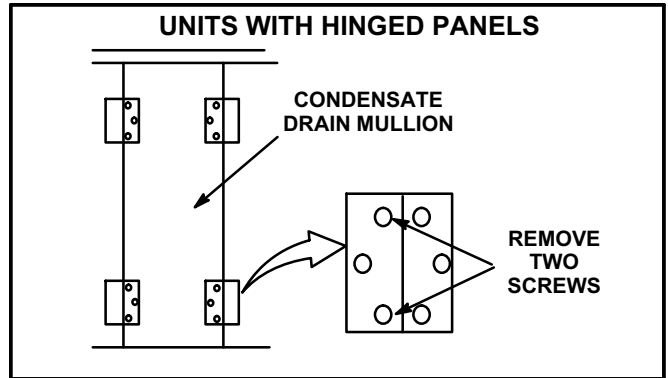 UNITS WITH HINGED PANELS
CONDENSATE
DRAIN MULLION
REMOVE
TWO
SCREWS